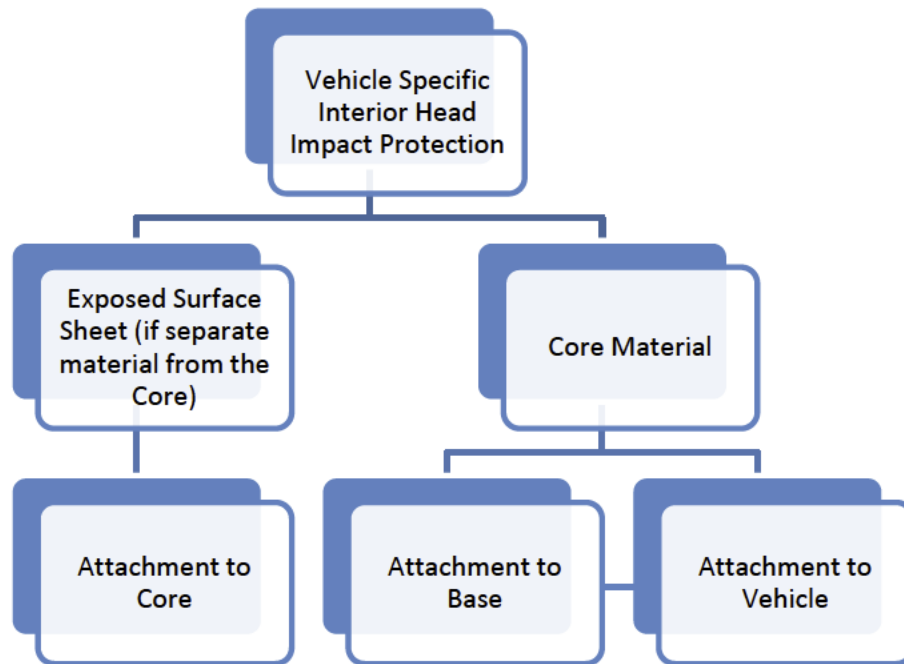 Vehicle Specific
Interior Head
Impact Protection
Exposed Surface
Sheet (if separate
material from the
Core)
Core Material
Attachment to
Core
Attachment to
Base
Attachment to
Vehicle